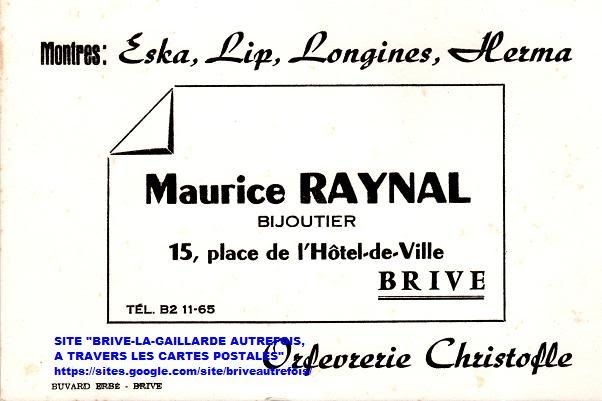 Montres: Eska, Lip, Longines, Herma
Maurice RAYNAL
BIJOUTIER
15, place de l'Hôtel-de-Ville
BRIVE
TÉL. B2 11-65
SITE "BRIVE-LA-GAILLARDE AUTREFOIS,
A TRAVERS LES CARTES POSTALES"
Orfevrerie Christofle
https://sites.google.com/site/briveautrefois/
BUVARD ERBÉ - BRIVE